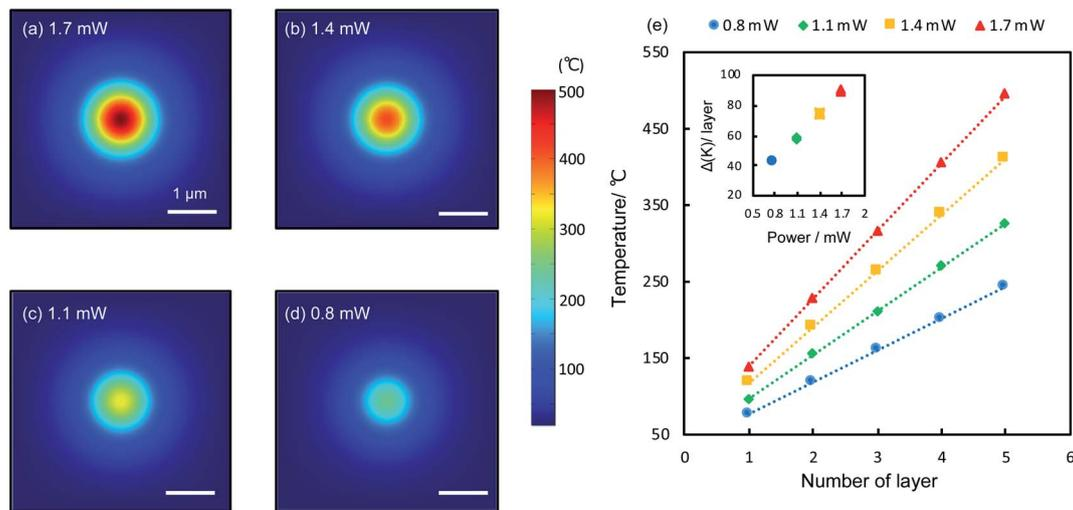 (a) 1.7 mW
1 μm
(b) 1.4 mW
(c) 1.1 mW
(d) 0.8 mW
(℃)
500
400
300
200
100
(e)
0.8 mW
1.1 mW
1.4 mW
1.7 mW
550
450
350
250
150
50
Temperature/ ℃
0 1 2 3 4 5 6
Number of layer
100
80
60
40
20
Δ(K)/ layer
0.5 0.8 1.1 1.4 1.7 2
Power / mW